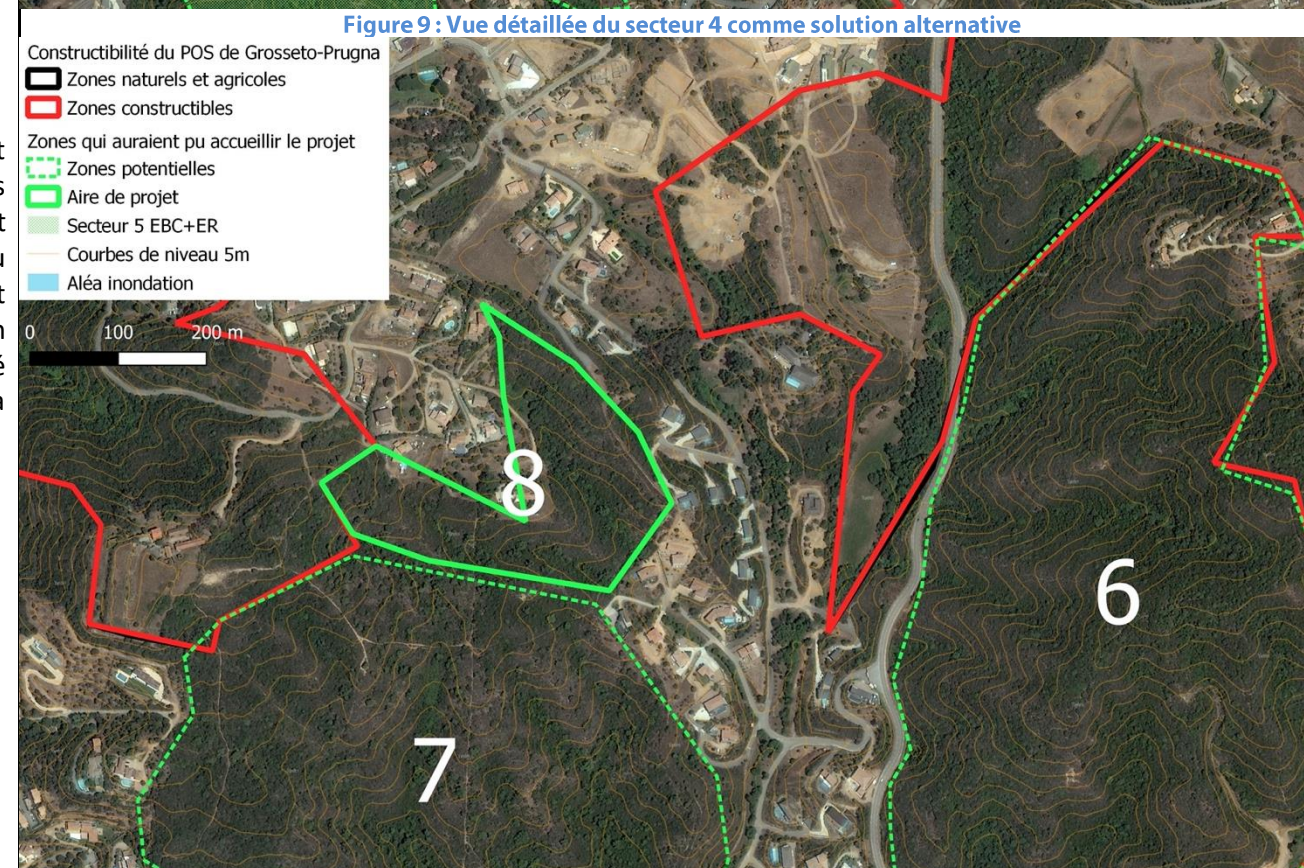 Figure 9 : Vue détaillée du secteur 4 comme solution alternative
Constructibilité du POS de Grosseto-Prugna
Zones naturels et agricoles
Zones constructibles
Zones qui auraient pu accueillir le projet
Zones potentielles
Aire de projet
Secteur 5 EBC+ER
Courbes de niveau 5m
Aléa inondation
0 100 200 m
8
6
7
t
s
t
u
t
n
é
a